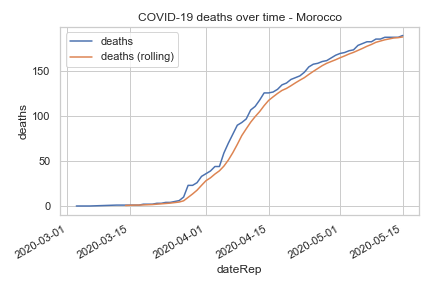 COVID-19 deaths over time - Morocco
deaths
deaths (rolling)
deaths
150
100
50
0
2020-03-01
2020-03-15
2020-04-01
2020-04-15
2020-05-01
2020-05-15
dateRep